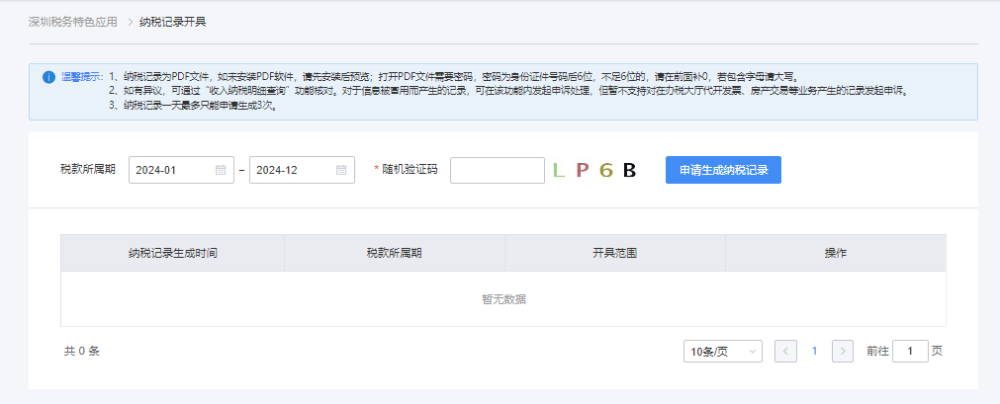 深圳税务特色应用 > 纳税记录开具
温馨提示: 1、纳税记录为PDF文件，如未安装PDF软件，请先安装后预览；打开PDF文件需要密码，密码为身份证件号码后6位，不足6位的，请在前面补0，若包含字母请大写。
2、如有异议，可通过“收入纳税明细查询”功能核对。对于信息被冒用而产生的记录，可在该功能内发起申诉处理，但暂不支持对在办税大厅代开发票、房产交易等业务产生的记录发起申诉。
3、纳税记录一天最多只能申请生成3次。
税款所属期 2024-01 – 2024-12 * 随机验证码 LP6B 申请生成纳税记录
纳税记录生成时间 税款所属期 开具范围 操作
暂无数据
共 0 条 10条/页 < 1 > 前往 1 页